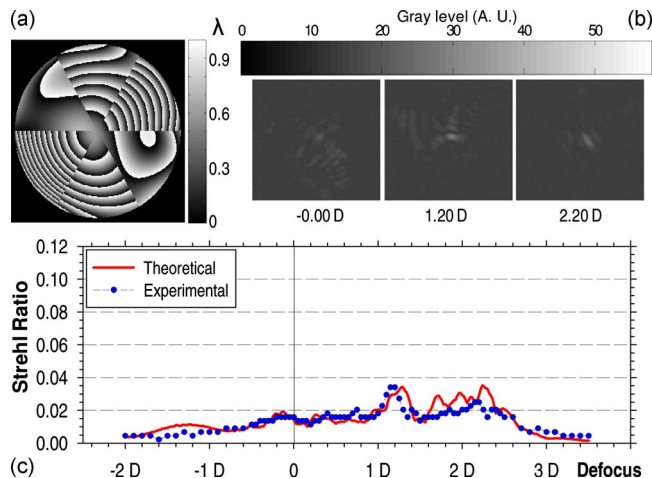 (a)
λ
0.9
0.6
0.3
0
Gray level (A. U.)
(b)
0 10 20 30 40 50
-0.00 D 1.20 D 2.20 D
0.12
0.10
0.08
0.06
0.04
0.02
0.00
Strehl Ratio
Theoretical
Experimental
-2 D -1 D 0 1 D 2 D 3 D Defocus
(c)